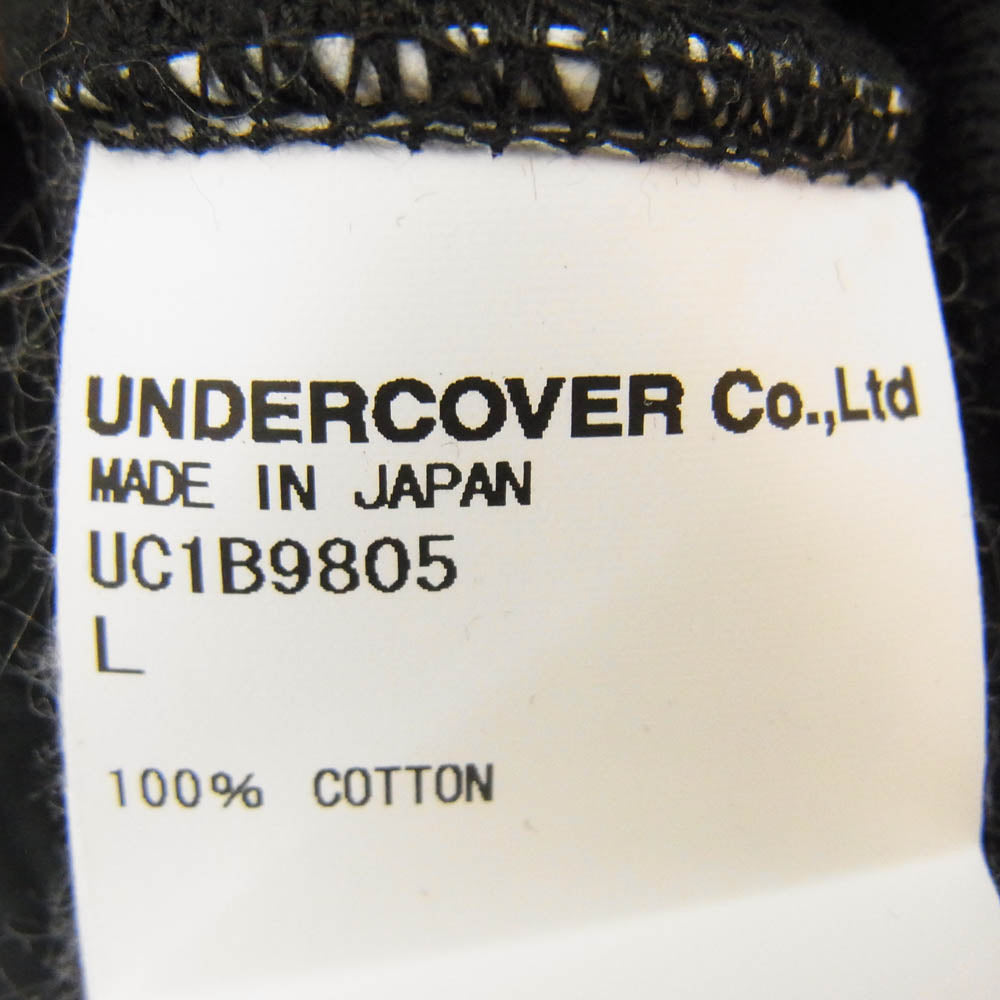 UNDERCOVER Co.,Ltd
MADE IN JAPAN
UC1B9805
L
100% COTTON